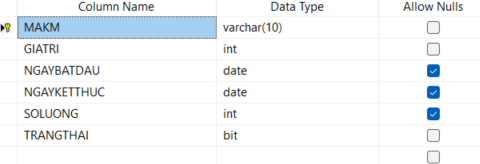 Column Name Data Type Allow Nulls
MAKM varchar(10)
GIATRI int
NGAYBATDAU date
NGAYKETTHUC date
SOLUONG int
TRANGTHAI bit